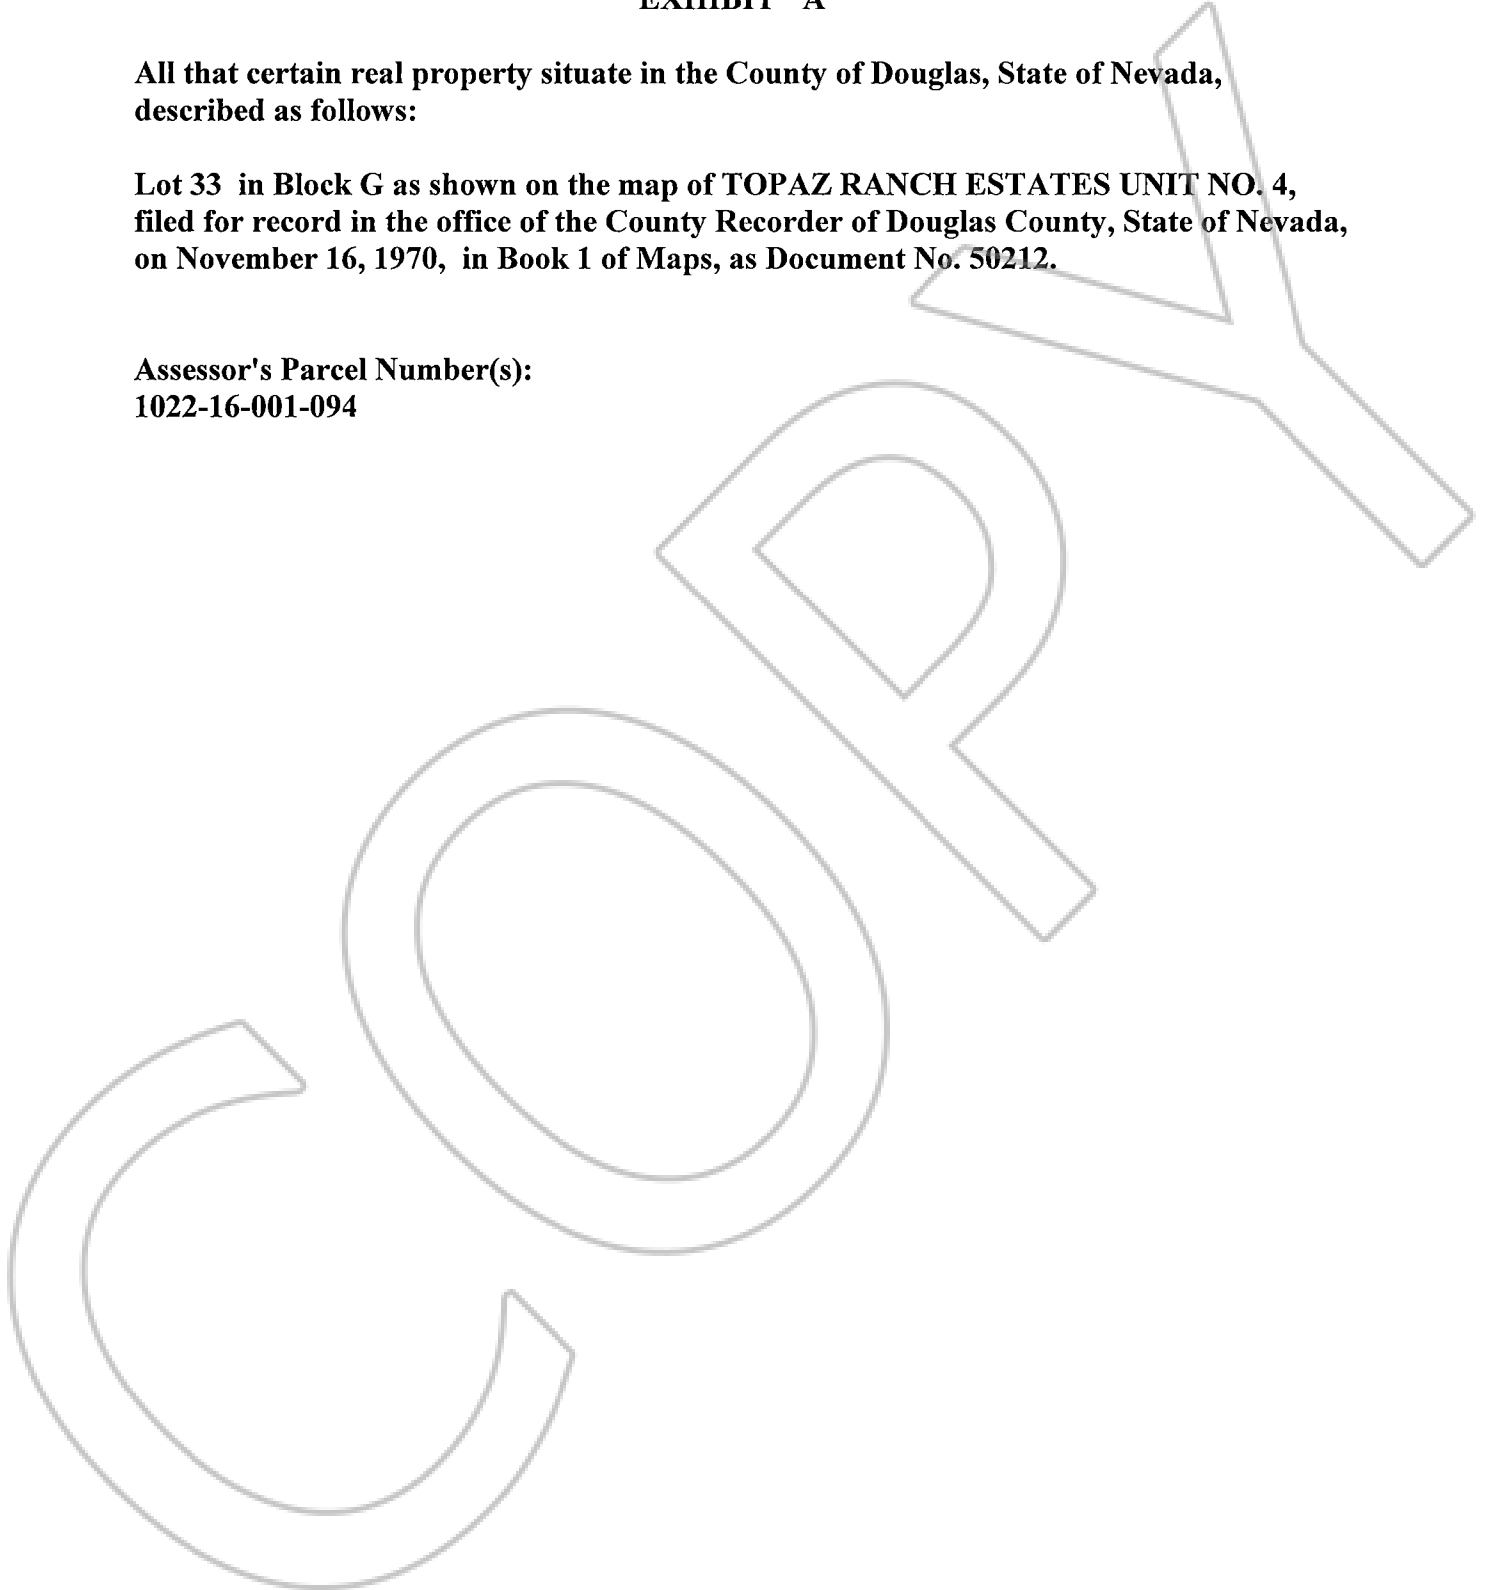 EXHIBIT A
All that certain real property situate in the County of Douglas, State of Nevada,
described as follows:
Lot 33 in Block G as shown on the map of TOPAZ RANCH ESTATES UNIT NO. 4,
filed for record in the office of the County Recorder of Douglas County, State of Nevada,
on November 16, 1970, in Book 1 of Maps, as Document No. 50212.
Assessor's Parcel Number(s):
1022-16-001-094
COPY